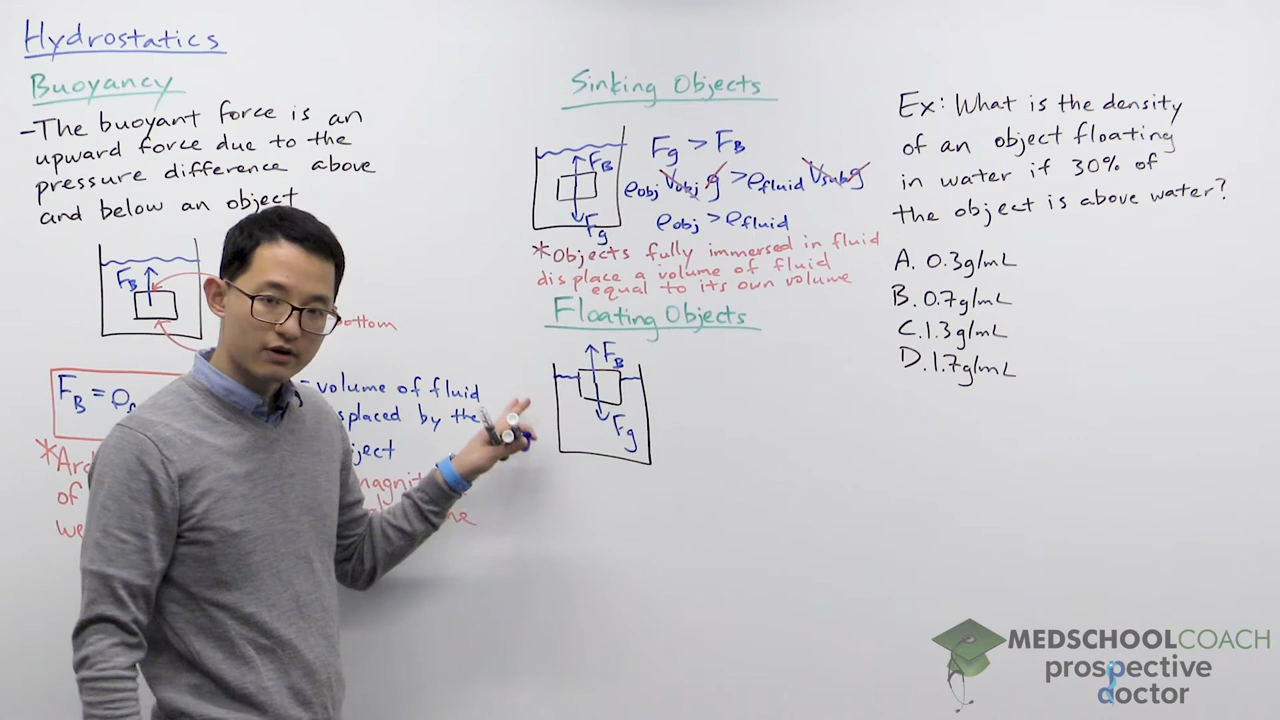 Hydrostatics
Buoyancy
-The buoyant force is an
upward force due to the
pressure difference above
and below an object
FB
bottom
FB = ρ
- volume of fluid
placed by the
ject
*Arc
of
we
magnit
Sinking Objects
FB
Fg
Fg > FB
ρobj Vobj g > ρfluid Vsub g
ρobj > ρfluid
*Objects fully immersed in fluid
displace a volume of fluid
equal to its own volume
Floating Objects
FB
Fg
Ex: What is the density
of an object floating
in water if 30% of
the object is above water?
A. 0.3g/mL
B. 0.7g/mL
C. 1.3g/mL
D. 1.7g/mL
MEDSCHOOLCOACH
prospective
doctor